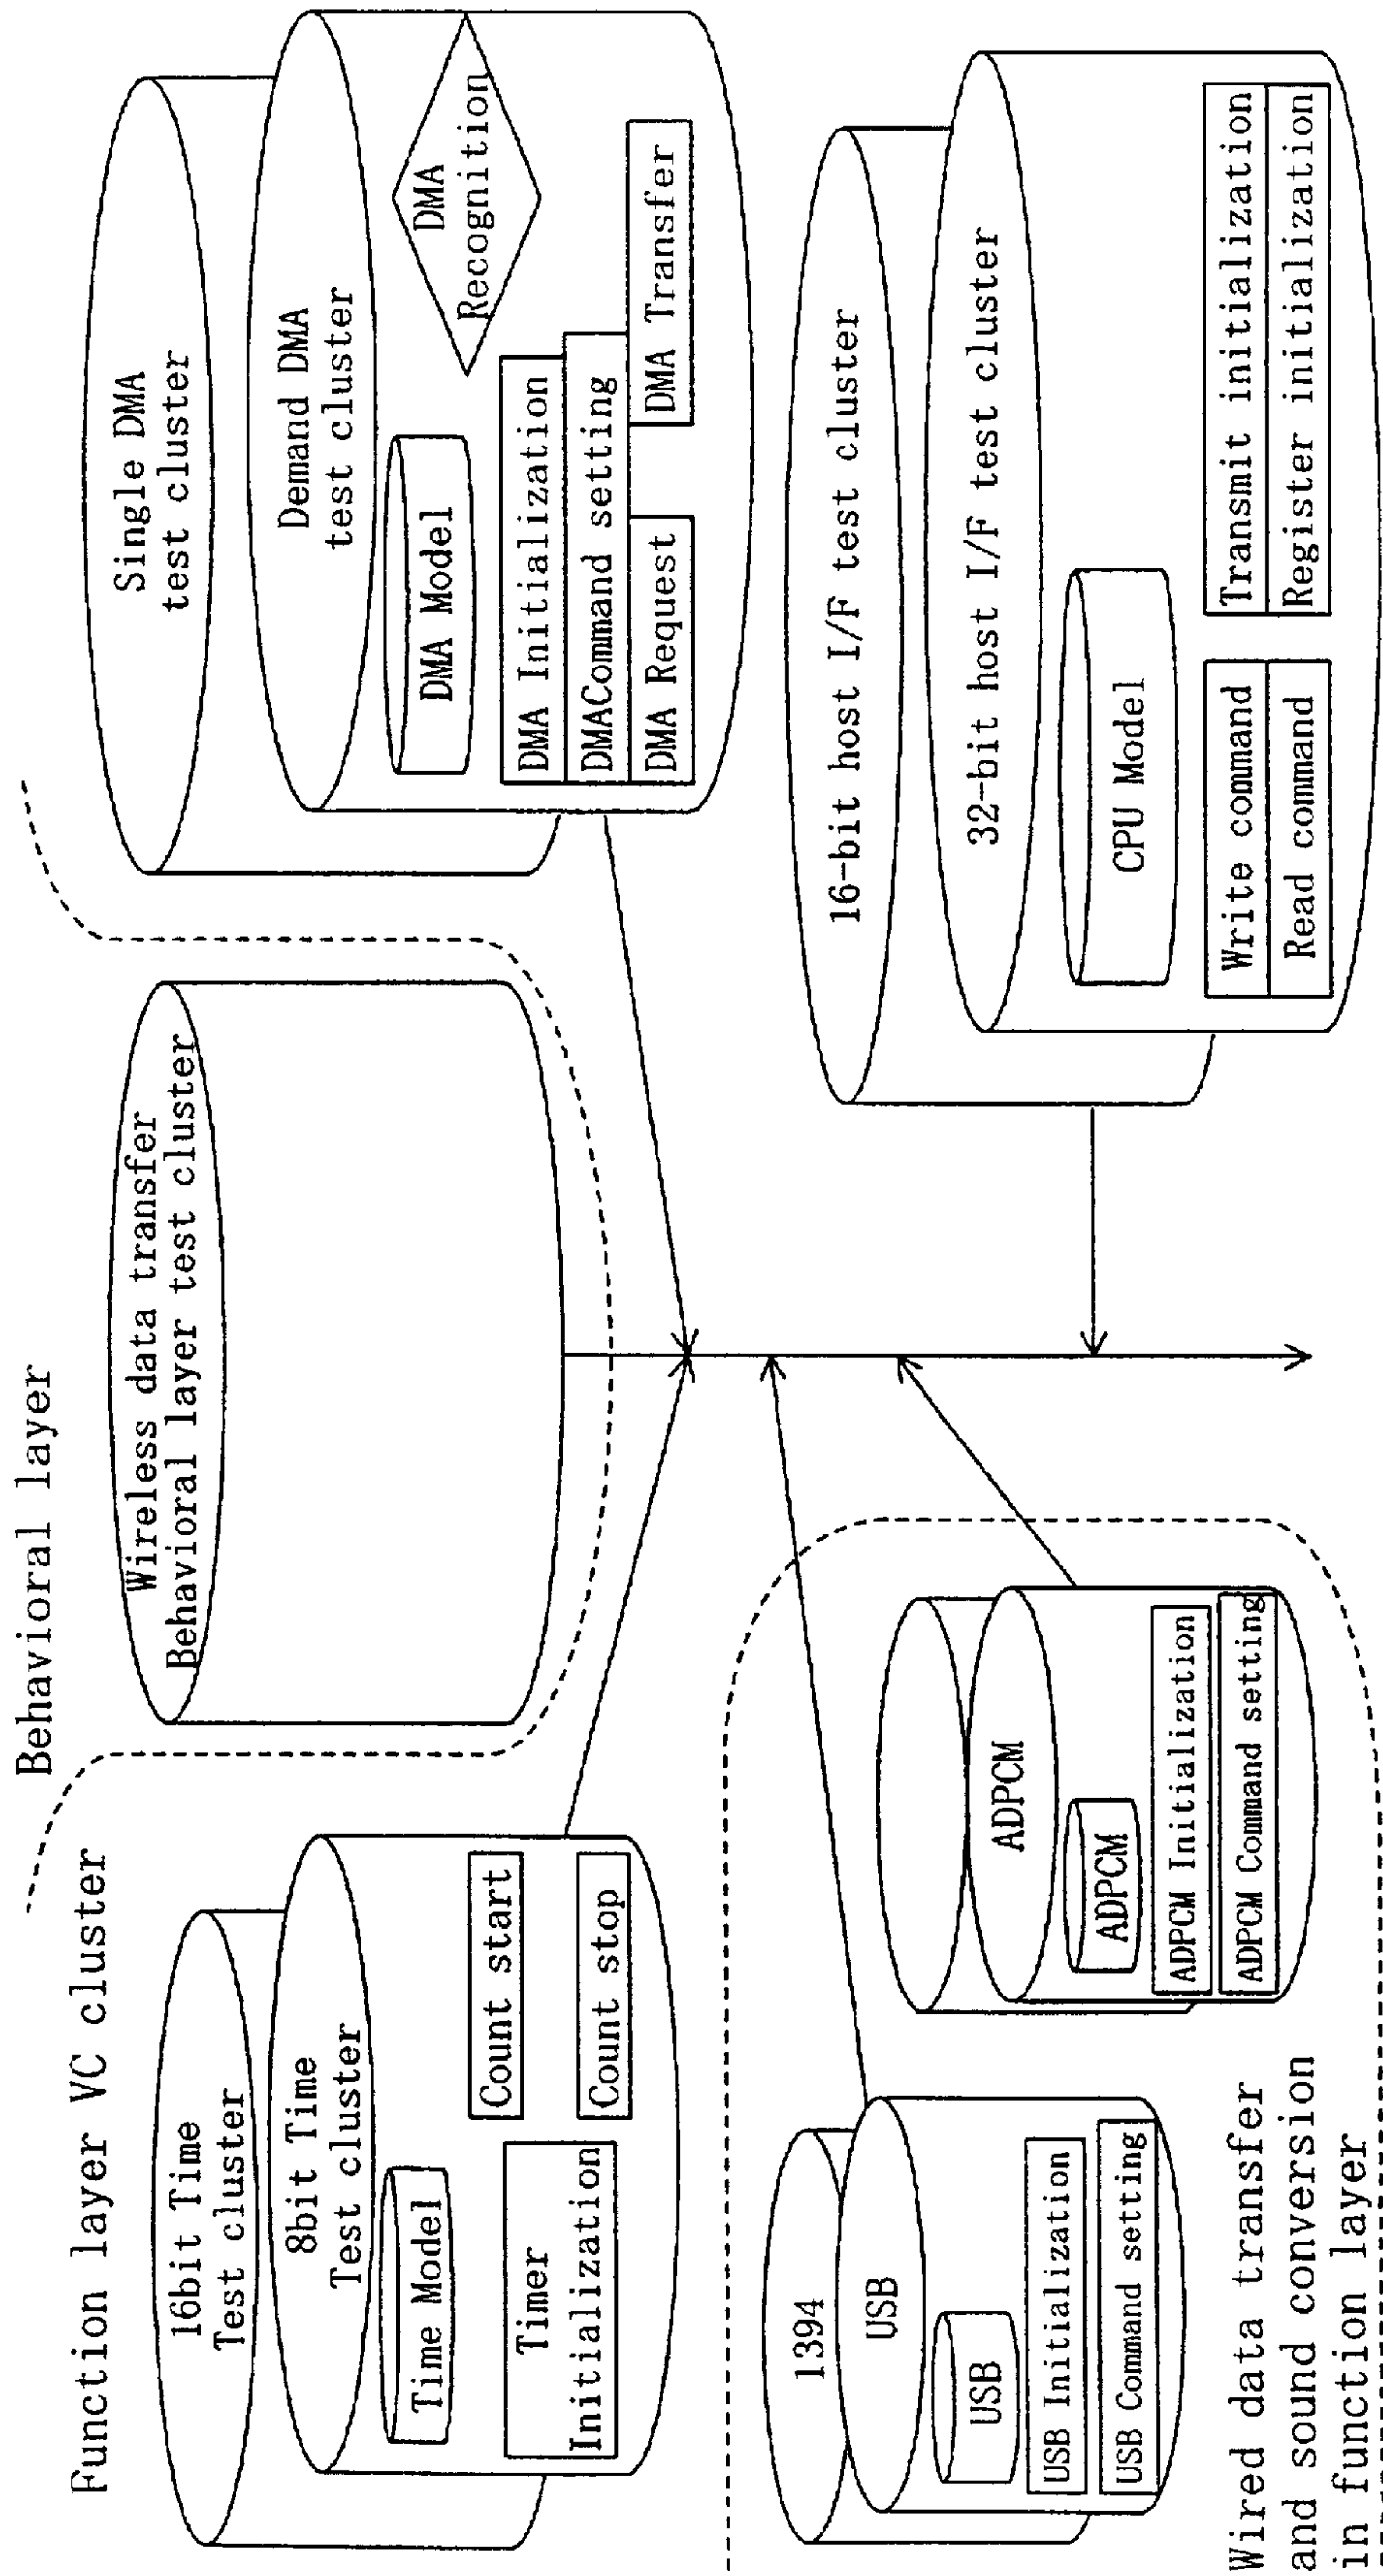 Behavioral layer
Function layer VC cluster
16bit Time
Test cluster
8bit Time
Test cluster
Time Model
Timer
Initialization
Count start
Count stop
Wireless data transfer
Behavioral layer test cluster
Single DMA
test cluster
Demand DMA
test cluster
DMA Model
DMA
Recognition
DMA Initialization
DMACommand setting
DMA Request
DMA Transfer
1394
USB
USB
USB Initialization
USB Command setting
ADPCM
ADPCM
ADPCM Initialization
ADPCM Command setting
Wired data transfer
and sound conversion
in function layer
16-bit host I/F test cluster
32-bit host I/F test cluster
CPU Model
Write command
Read command
Transmit initialization
Register initialization